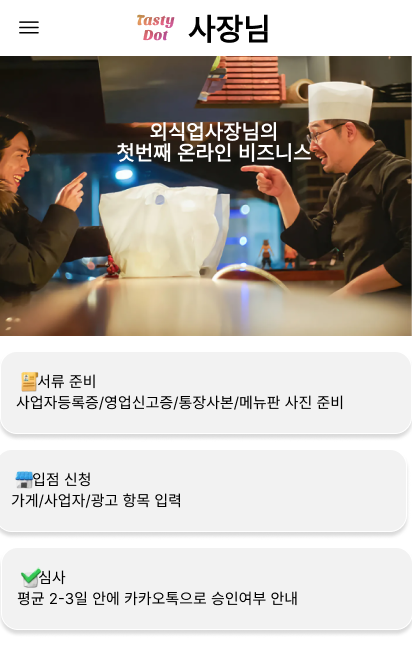 Tasty
Dot
사장님
외식업사장님의
첫번째 온라인 비즈니스
서류 준비
사업자등록증/영업신고증/통장사본/메뉴판 사진 준비
입점 신청
가게/사업자/광고 항목 입력
심사
평균 2-3일 안에 카카오톡으로 승인여부 안내